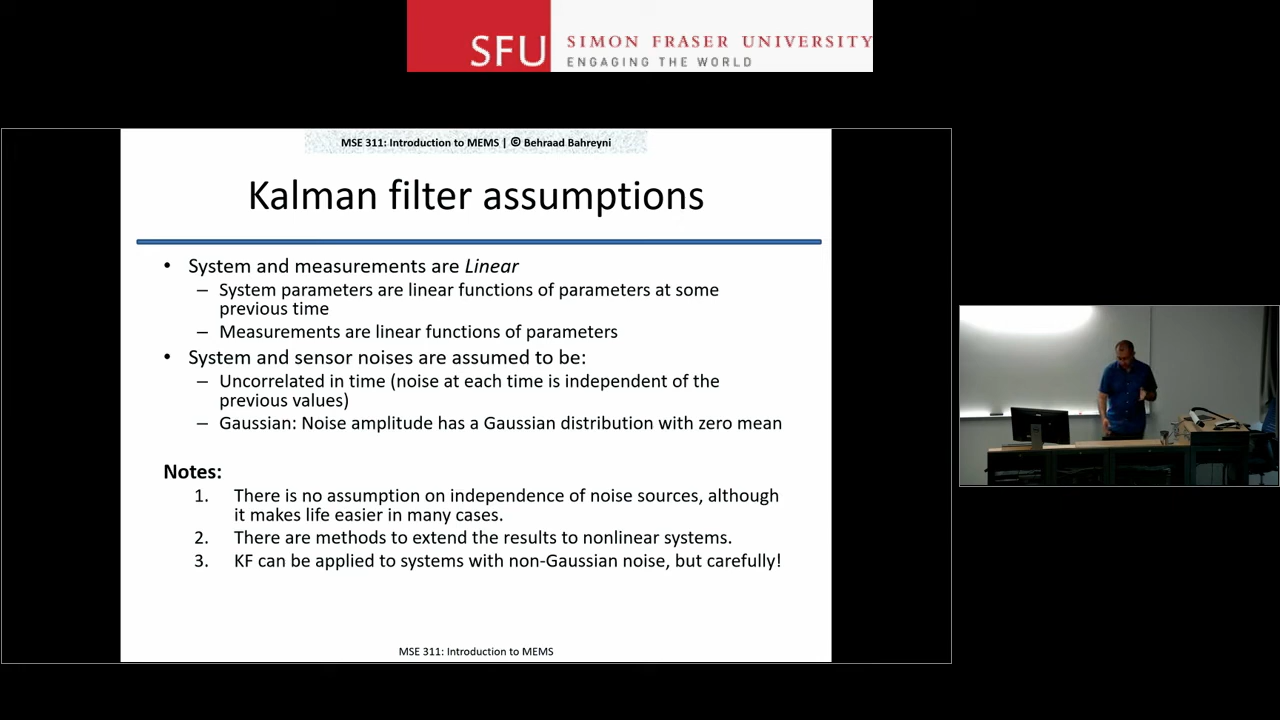 SFU SIMON FRASER UNIVERSITY
ENGAGING THE WORLD
MSE 311: Introduction to MEMS | © Behraad Bahreyni
Kalman filter assumptions
• System and measurements are Linear
– System parameters are linear functions of parameters at some
previous time
– Measurements are linear functions of parameters
• System and sensor noises are assumed to be:
– Uncorrelated in time (noise at each time is independent of the
previous values)
– Gaussian: Noise amplitude has a Gaussian distribution with zero mean
Notes:
1. There is no assumption on independence of noise sources, although
it makes life easier in many cases.
2. There are methods to extend the results to nonlinear systems.
3. KF can be applied to systems with non-Gaussian noise, but carefully!
MSE 311: Introduction to MEMS